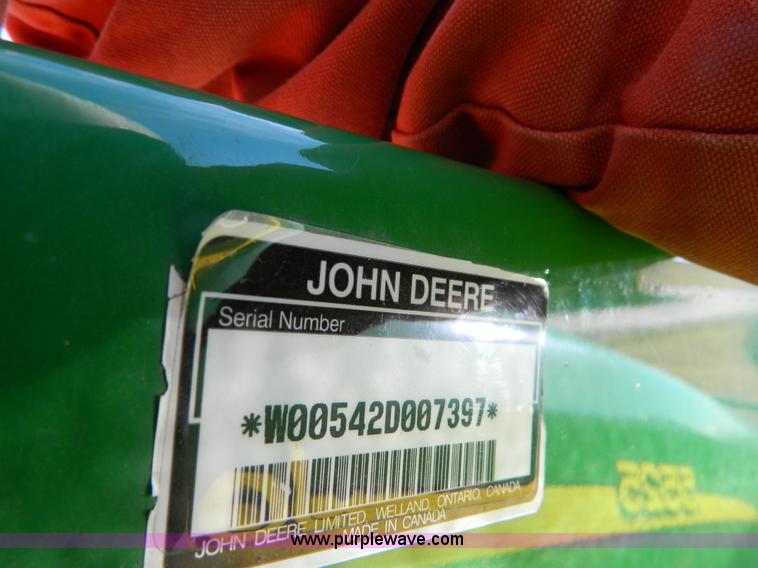 JOHN DEERE
Serial Number
*W00542D007397*
JOHN DEERE LIMITED, WELLAND, ONTARIO, CANADA
MADE IN CANADA
www.purplewave.com